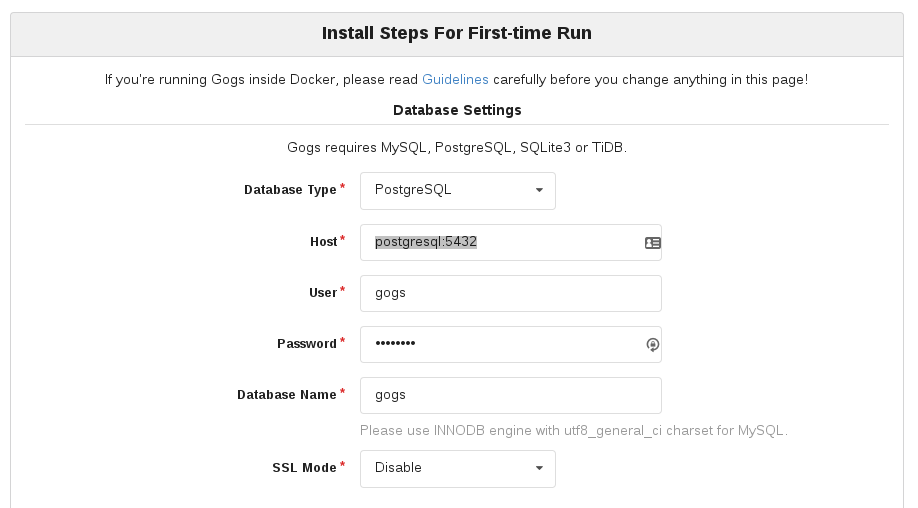 Install Steps For First-time Run
If you're running Gogs inside Docker, please read Guidelines carefully before you change anything in this page!
Database Settings
Gogs requires MySQL, PostgreSQL, SQLite3 or TiDB.
Database Type* PostgreSQL
Host* postgresql:5432
User* gogs
Password* ••••••••
Database Name* gogs
Please use INNODB engine with utf8_general_ci charset for MySQL.
SSL Mode* Disable